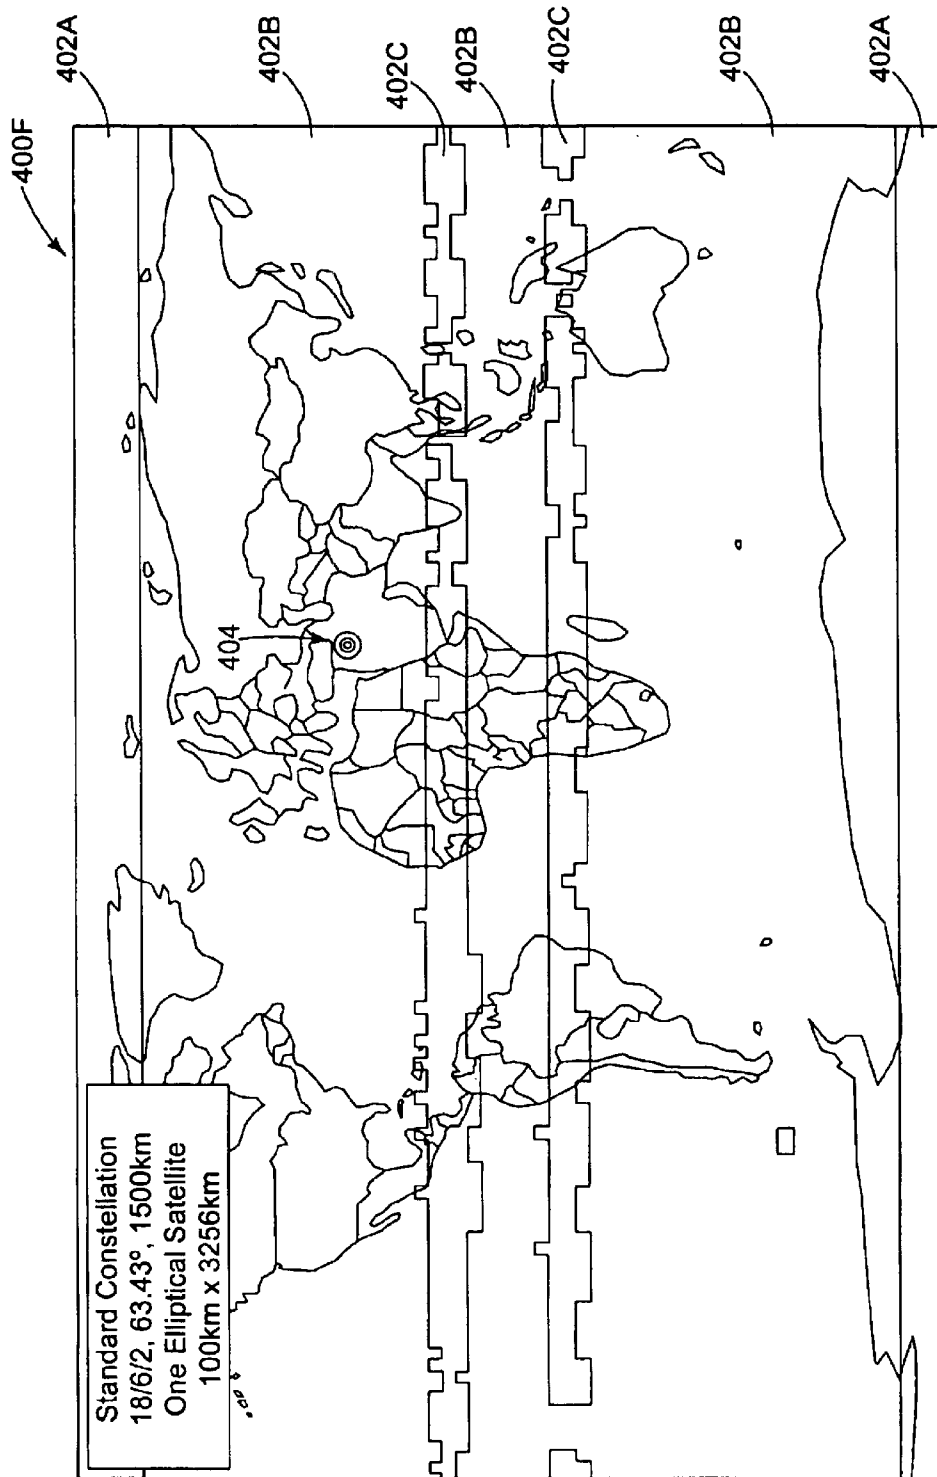 400F
402A
402B
402C
402B
402C
402B
402A
404
Standard Constellation
18/6/2, 63.43°, 1500km
One Elliptical Satellite
100km x 3256km